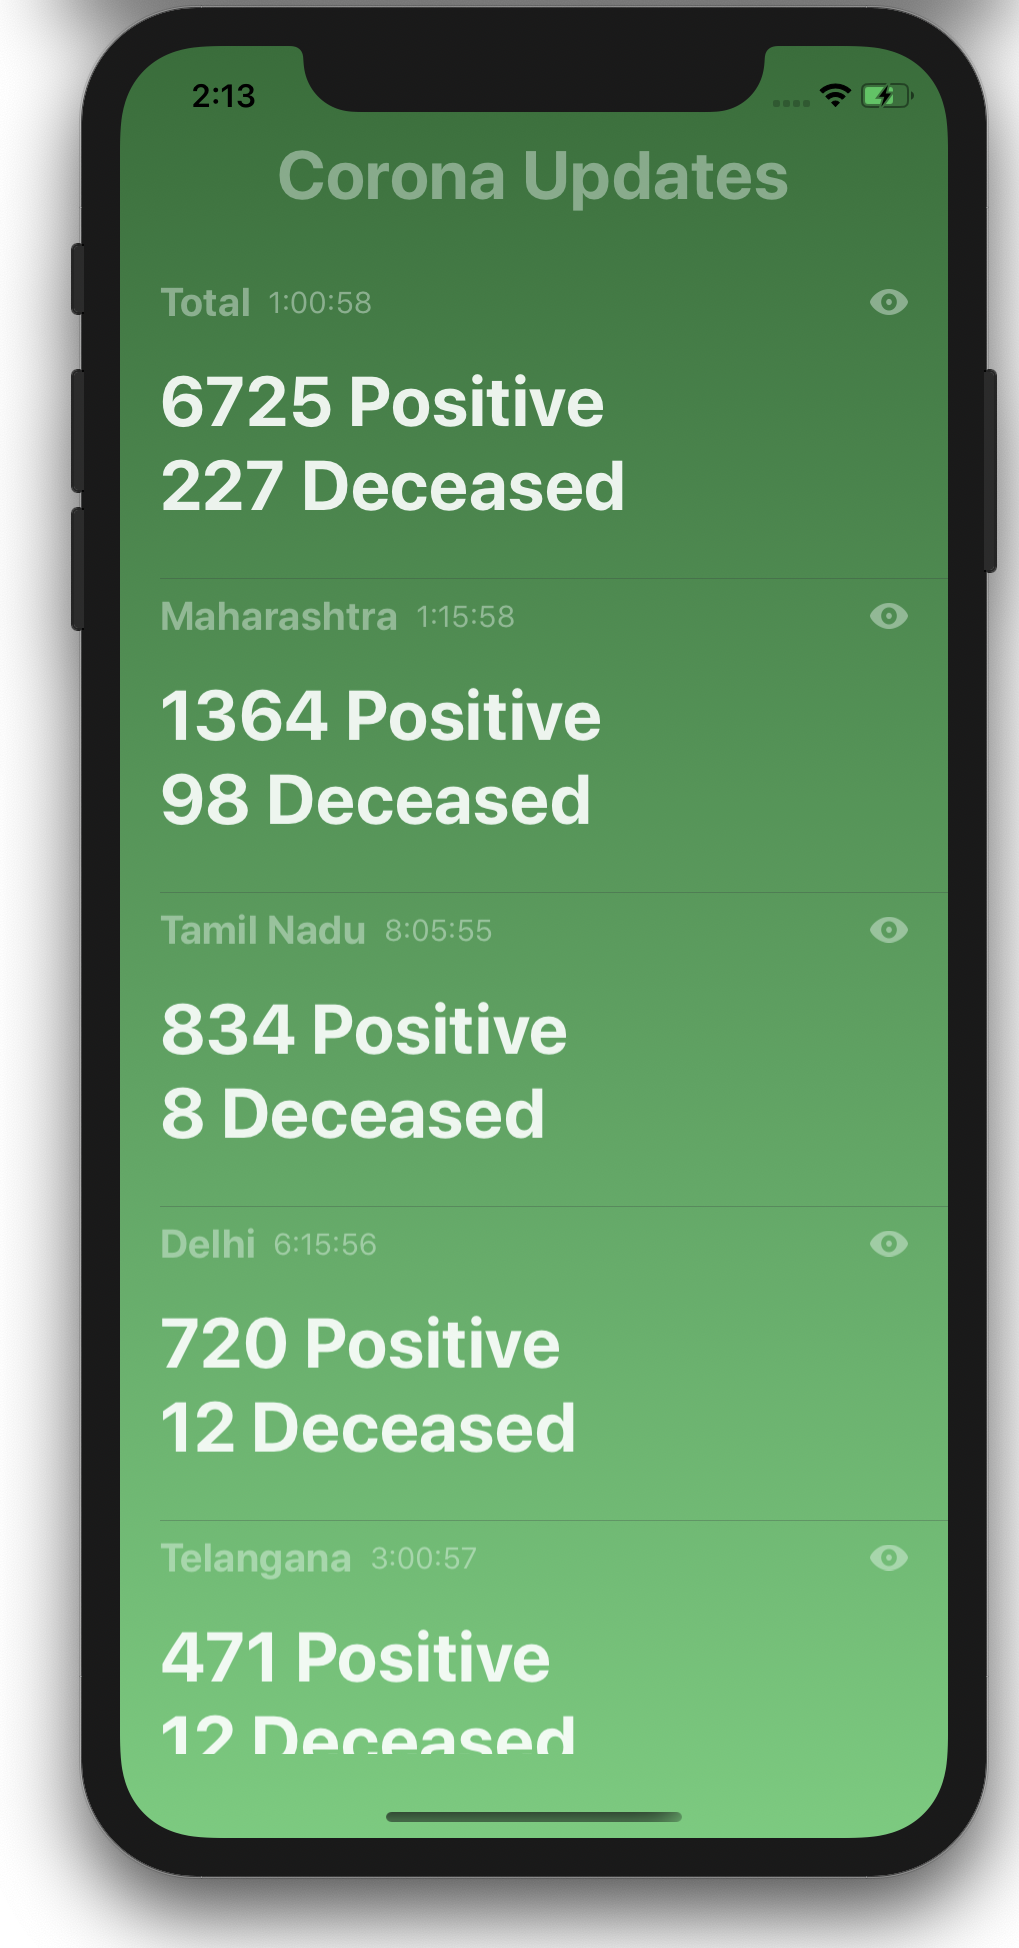 2:13
Corona Updates
Total 1:00:58
6725 Positive
227 Deceased
Maharashtra 1:15:58
1364 Positive
98 Deceased
Tamil Nadu 8:05:55
834 Positive
8 Deceased
Delhi 6:15:56
720 Positive
12 Deceased
Telangana 3:00:57
471 Positive
12 Deceased